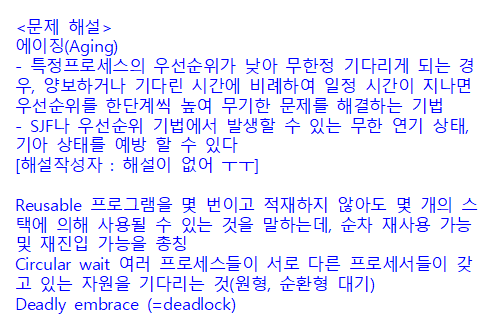 <문제 해설>
에이징(Aging)
- 특정프로세스의 우선순위가 낮아 무한정 기다리게 되는 경
우, 양보하거나 기다린 시간에 비례하여 일정 시간이 지나면
우선순위를 한단계씩 높여 무기한 문제를 해결하는 기법
- SJF나 우선순위 기법에서 발생할 수 있는 무한 연기 상태,
기아 상태를 예방 할 수 있다
[해설작성자 : 해설이 없어 ㅜㅜ]

Reusable 프로그램을 몇 번이고 적재하지 않아도 몇 개의 스
택에 의해 사용될 수 있는 것을 말하는데, 순차 재사용 가능
및 재진입 가능을 총칭
Circular wait 여러 프로세스들이 서로 다른 프로세서들이 갖
고 있는 자원을 기다리는 것(원형, 순환형 대기)
Deadly embrace (=deadlock)